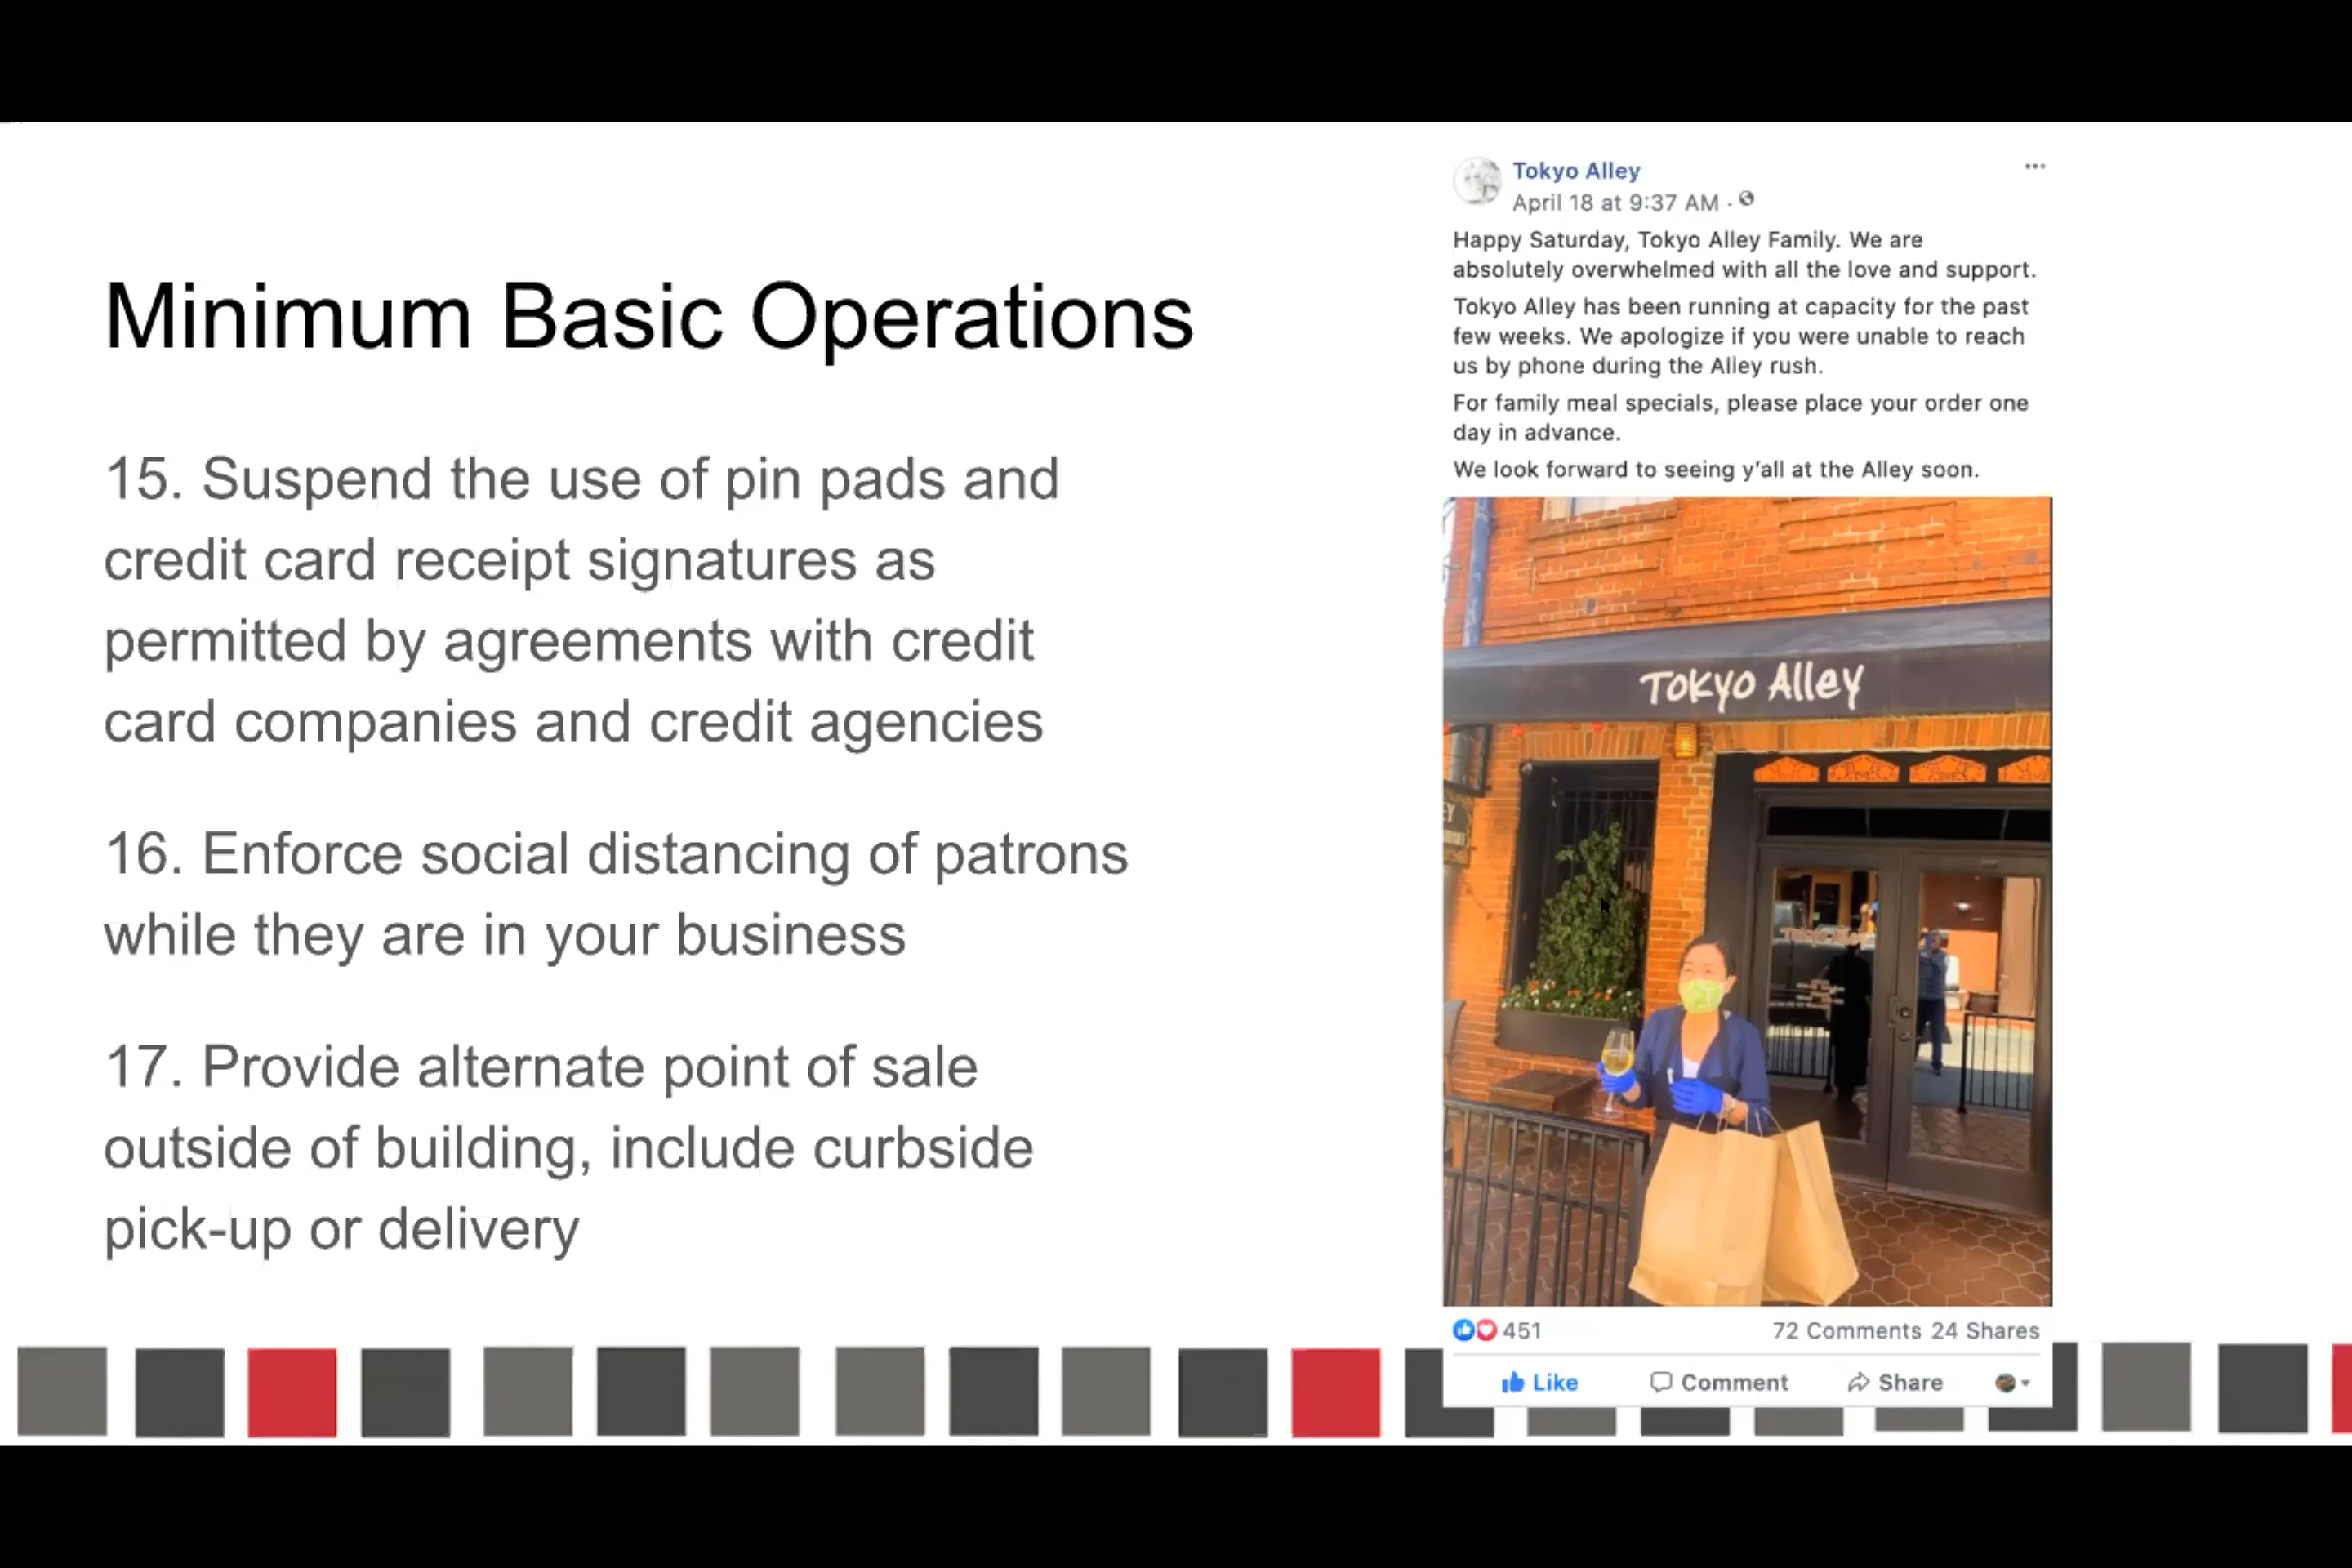 Minimum Basic Operations
15. Suspend the use of pin pads and
credit card receipt signatures as
permitted by agreements with credit
card companies and credit agencies
16. Enforce social distancing of patrons
while they are in your business
17. Provide alternate point of sale
outside of building, include curbside
pick-up or delivery
Tokyo Alley
April 18 at 9:37 AM ·
Happy Saturday, Tokyo Alley Family. We are
absolutely overwhelmed with all the love and support.
Tokyo Alley has been running at capacity for the past
few weeks. We apologize if you were unable to reach
us by phone during the Alley rush.
For family meal specials, please place your order one
day in advance.
We look forward to seeing y'all at the Alley soon.
Tokyo Alley
451
72 Comments 24 Shares
Like Comment Share